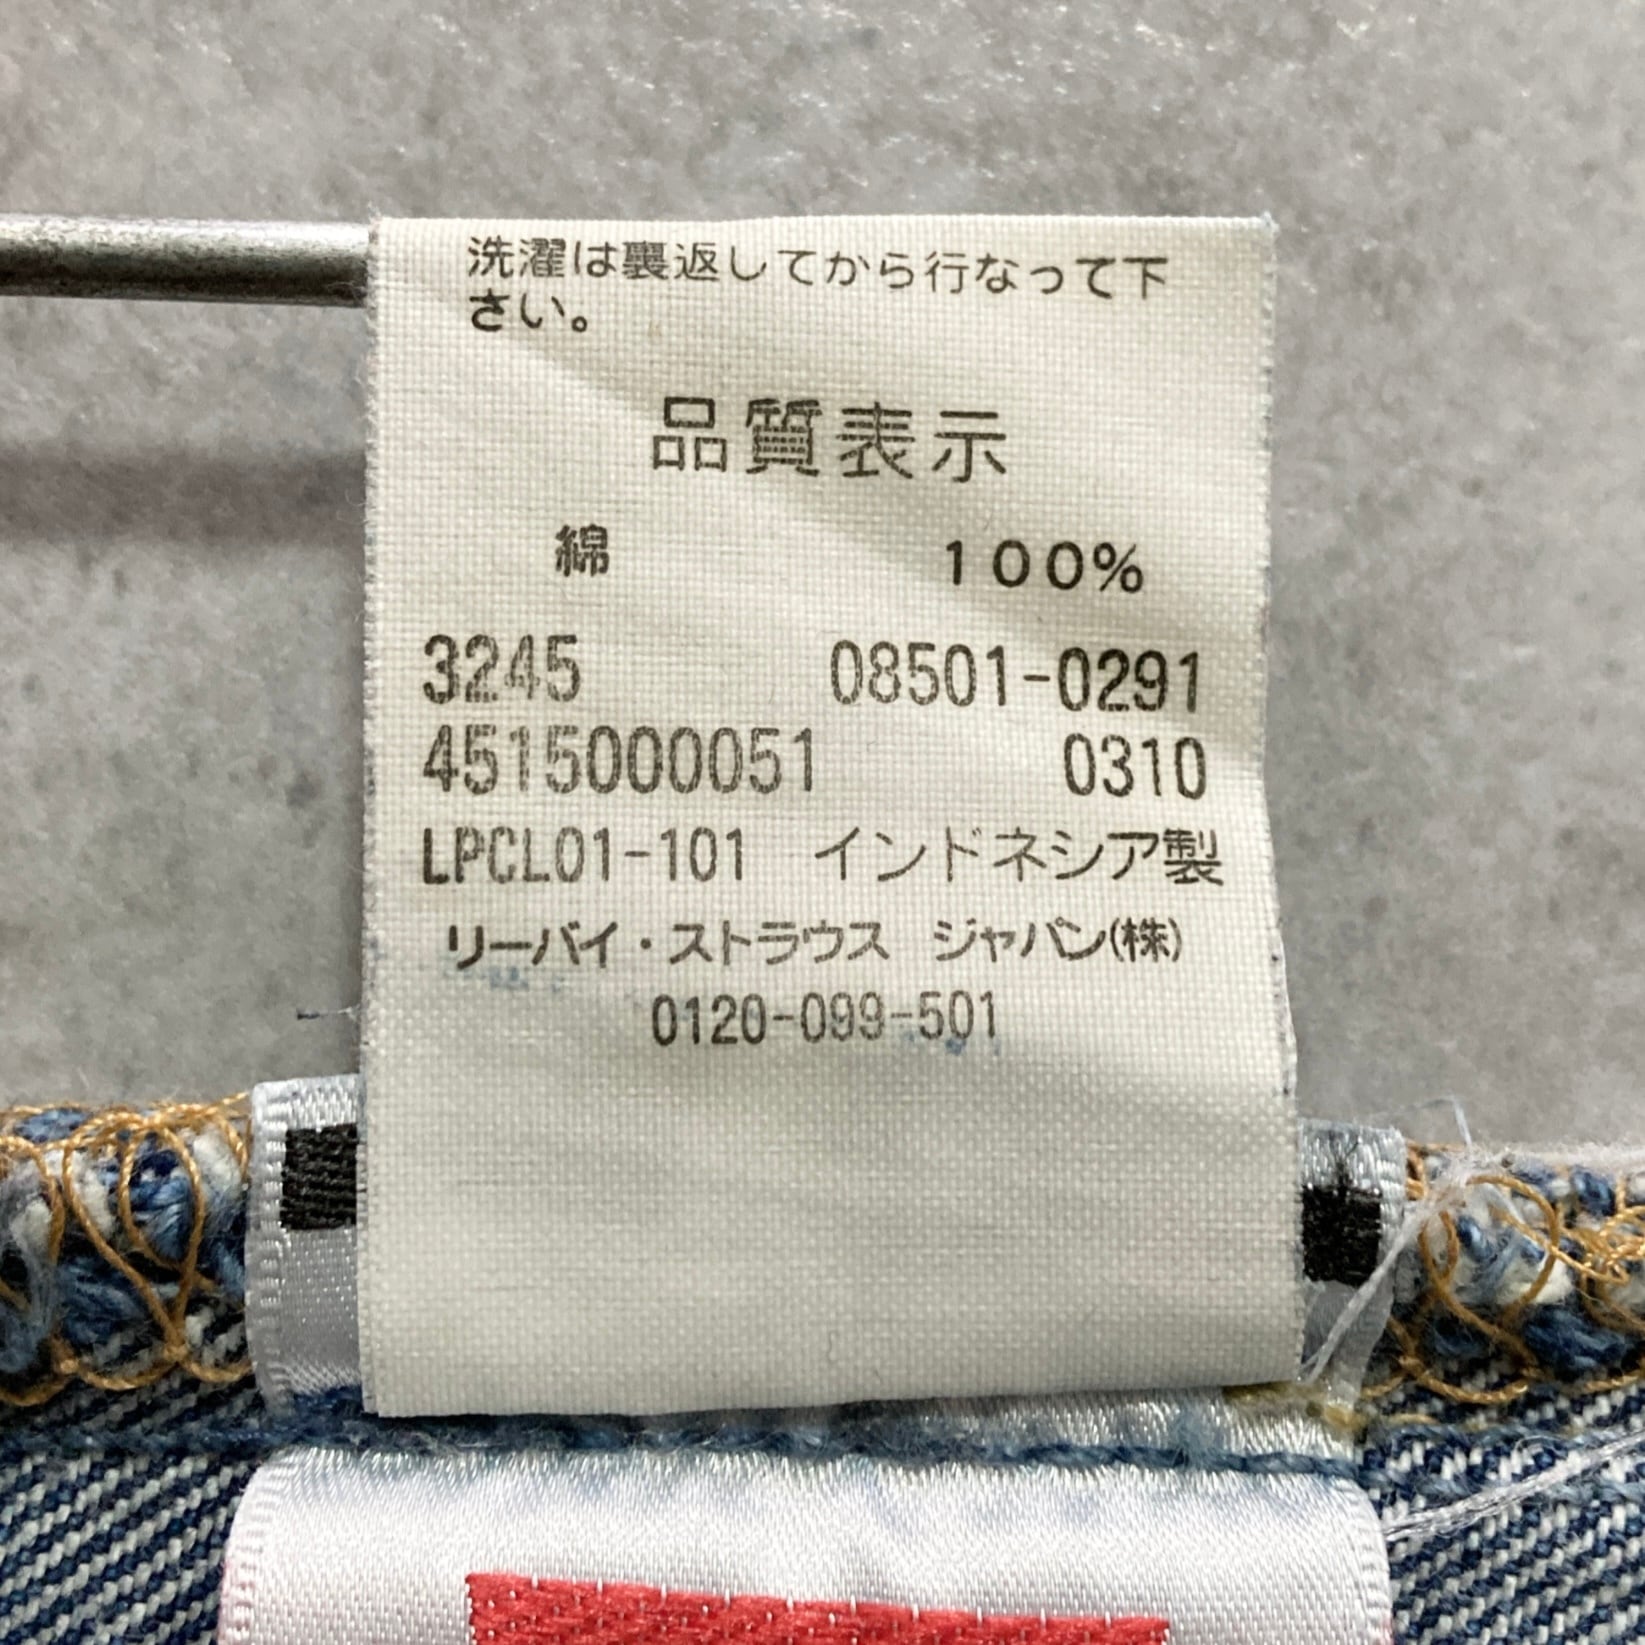 洗濯は裏返してから行なって下
さい。
品質表示
綿 100%
3245 08501-0291
4515000051 0310
LPCL01-101 インドネシア製
リーバイ・ストラウス ジャパン(株)
0120-099-501